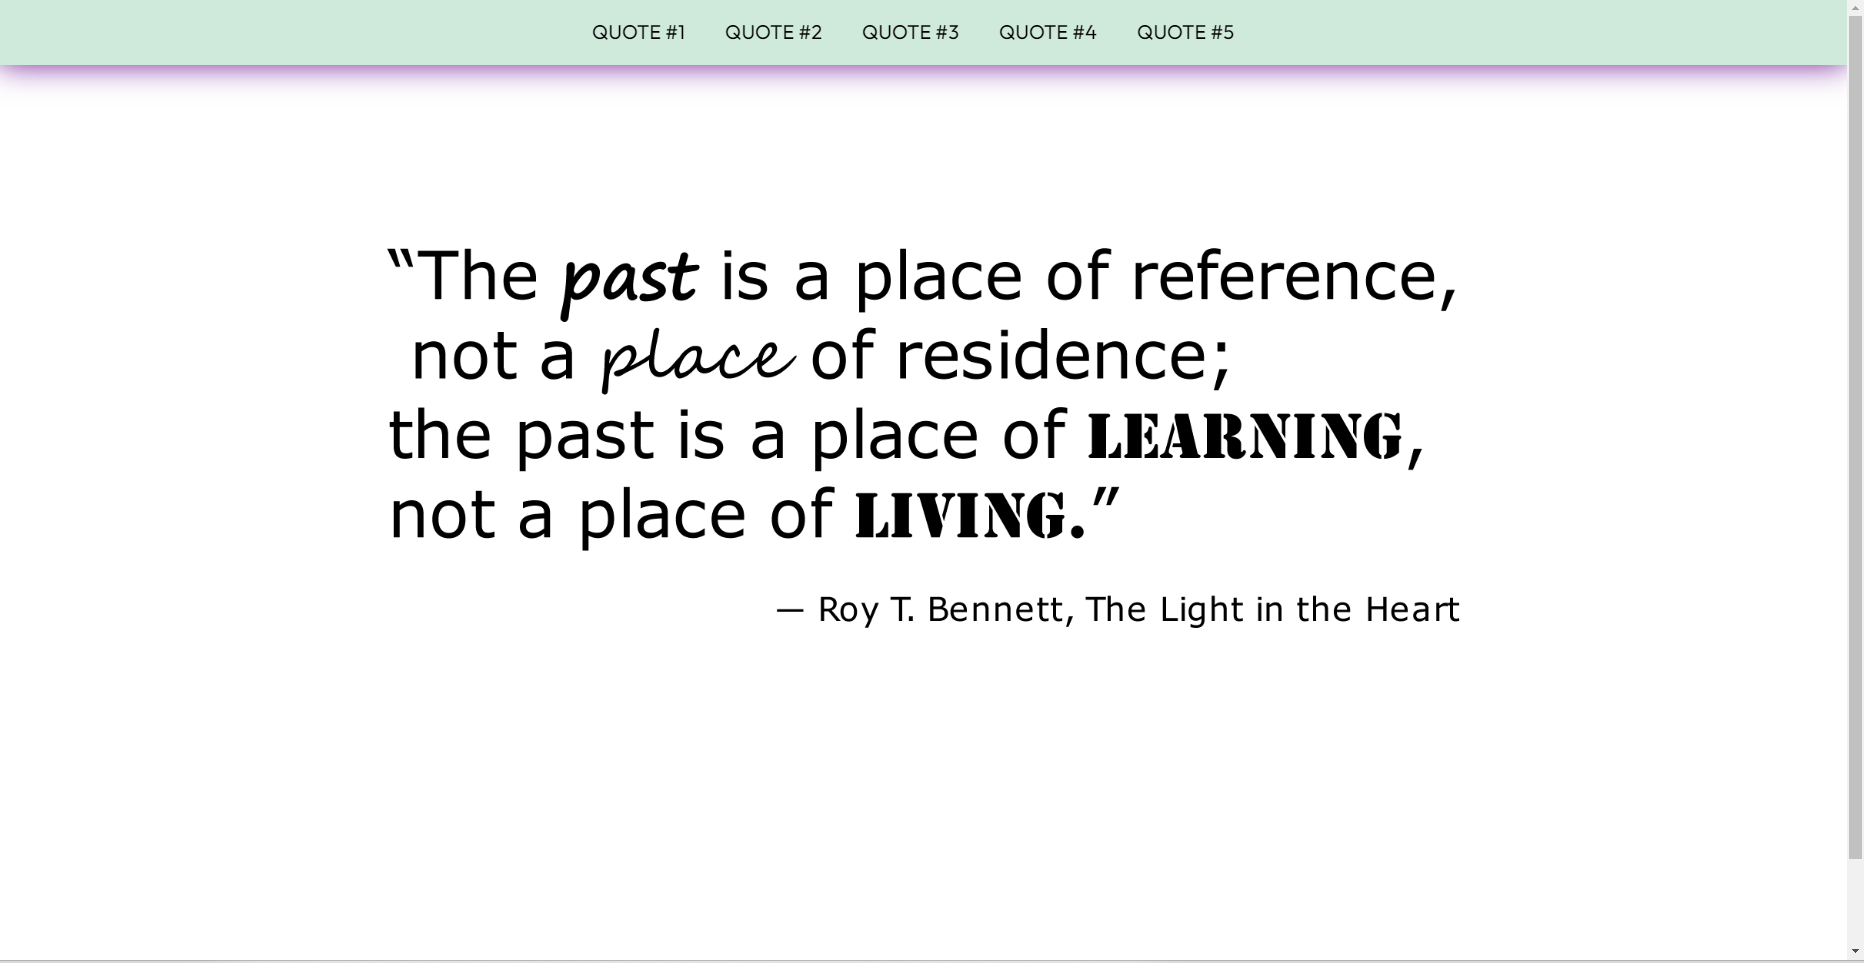 QUOTE #1 QUOTE #2 QUOTE #3 QUOTE #4 QUOTE #5
“The past is a place of reference,
not a place of residence;
the past is a place of LEARNING,
not a place of LIVING.”
— Roy T. Bennett, The Light in the Heart